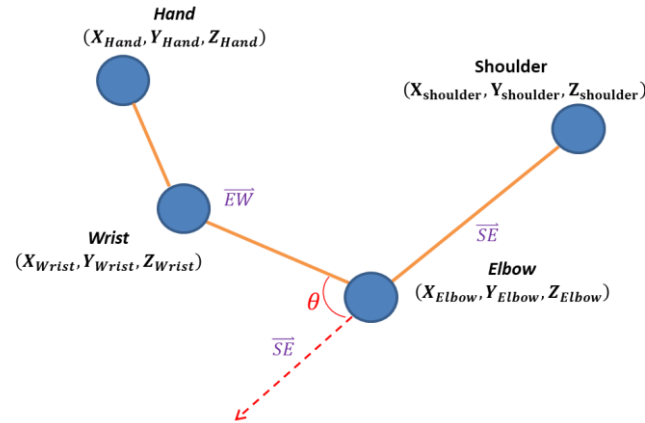 Hand
(X_Hand, Y_Hand, Z_Hand)
Shoulder
(X_shoulder, Y_shoulder, Z_shoulder)
EW
Wrist
(X_Wrist, Y_Wrist, Z_Wrist)
SE
Elbow
(X_Elbow, Y_Elbow, Z_Elbow)
θ
SE